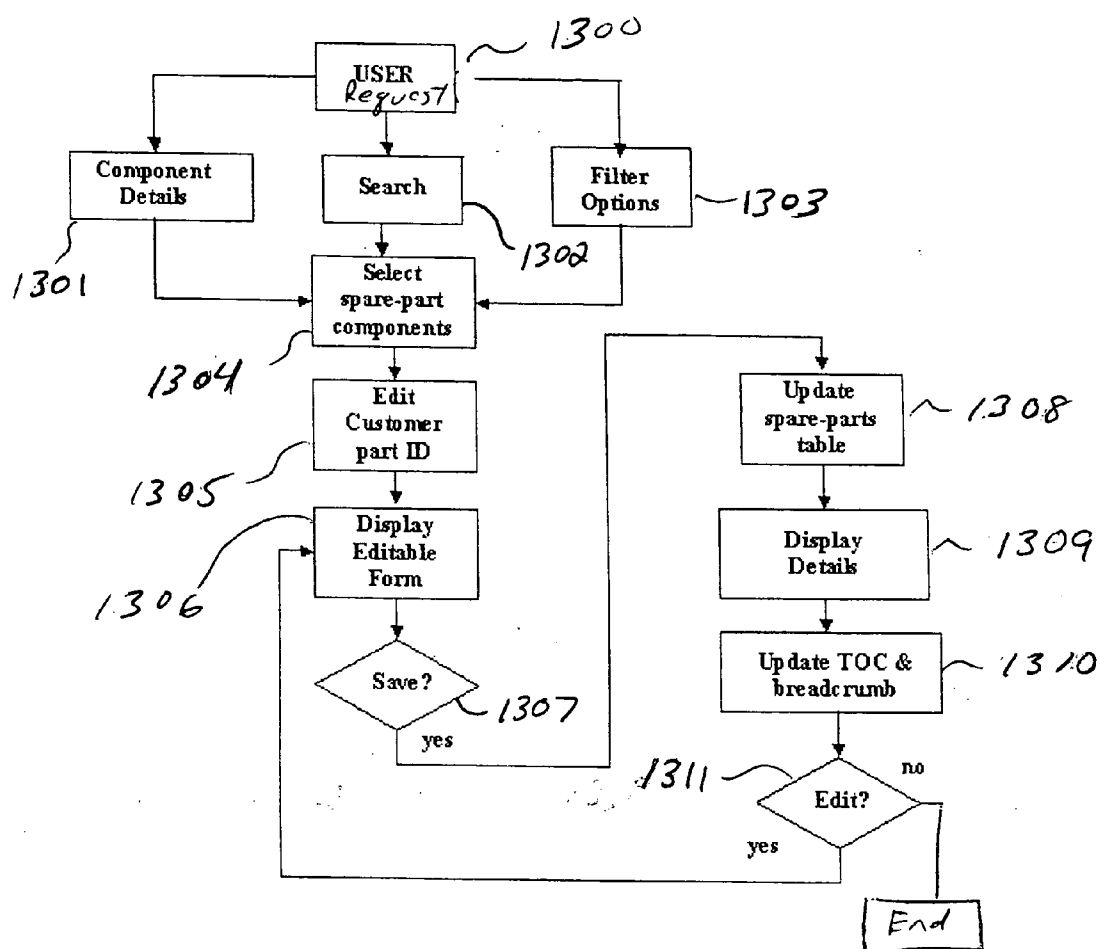 1300
USER
Request
Component
Details
Search
Filter
Options
1303
1302
1301
Select
spare-part
components
1304
Edit
Customer
part ID
1305
Update
spare-parts
table
1308
Display
Editable
Form
1306
Display
Details
1309
Save?
1307
yes
Update TOC &
breadcrumb
1310
1311
no
Edit?
yes
End